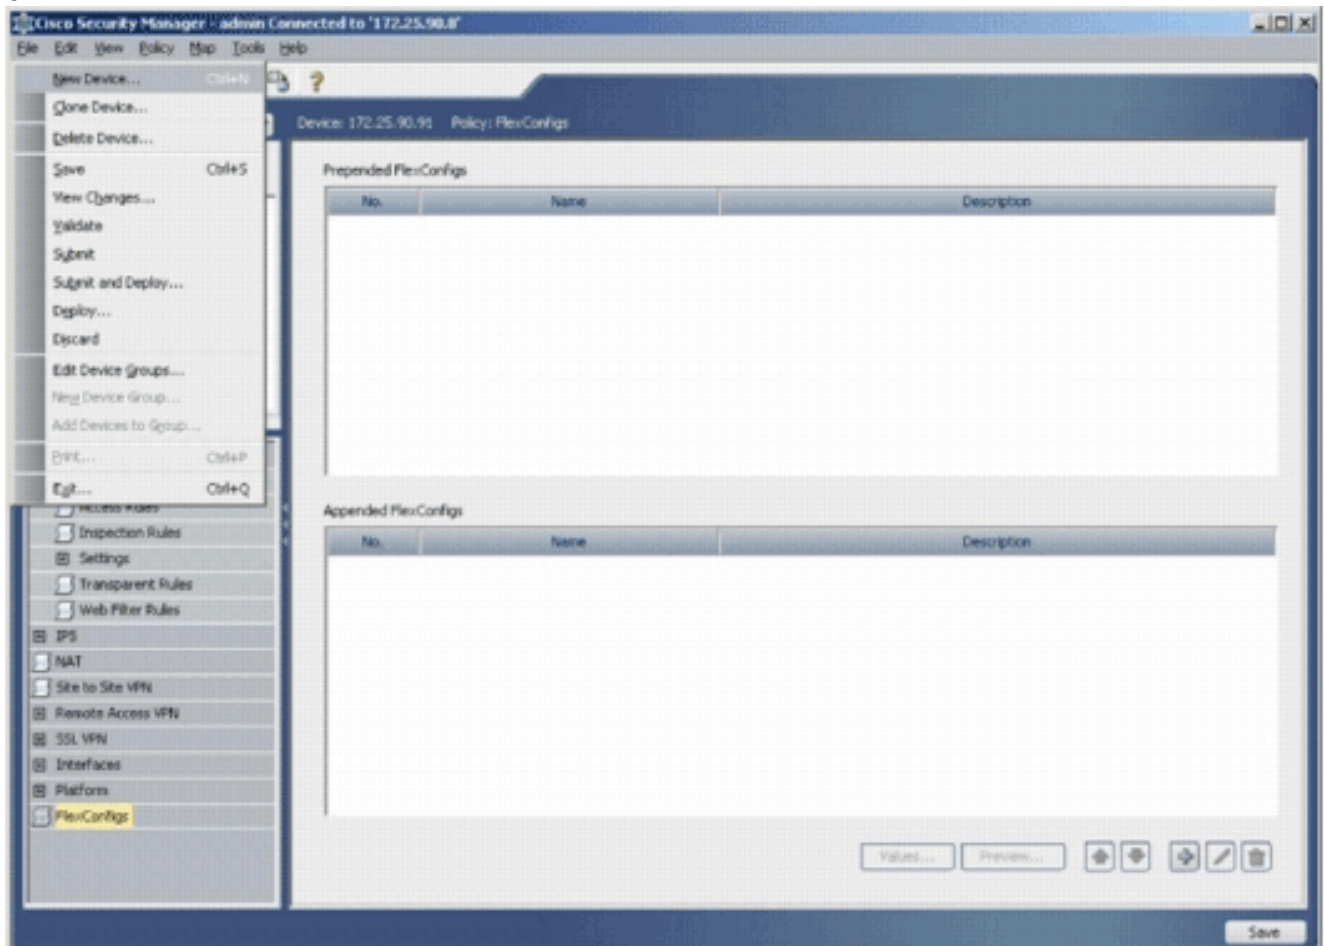 Cisco Security Manager - admin Connected to '172.25.90.8'
File Edit View Policy Map Tools Help
New Device... Ctrl+N
Clone Device...
Delete Device...
Save Ctrl+S
View Changes...
Validate
Submit
Submit and Deploy...
Deploy...
Discard
Edit Device Groups...
New Device Group...
Add Devices to Group...
Print... Ctrl+P
Exit... Ctrl+Q
Access Rules
Inspection Rules
Settings
Transparent Rules
Web Filter Rules
IPS
NAT
Site to Site VPN
Remote Access VPN
SSL VPN
Interfaces
Platform
FlexConfigs
Device: 172.25.90.91 Policy: FlexConfigs
Prepended FlexConfigs
No. Name Description
Appended FlexConfigs
No. Name Description
Values... Preview...
Save